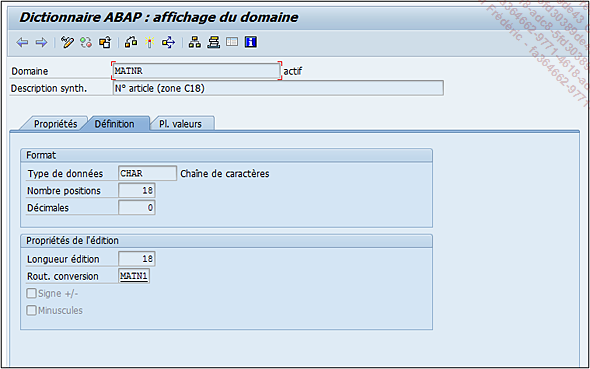 Dictionnaire ABAP : affichage du domaine
Domaine MATNR actif
Description synth. N° article (zone C18)
Propriétés Définition Pl. valeurs
Format
Type de données CHAR Chaîne de caractères
Nombre positions 18
Décimales 0
Propriétés de l'édition
Longueur édition 18
Rout. conversion MATN1
Signe +/-
Minuscules